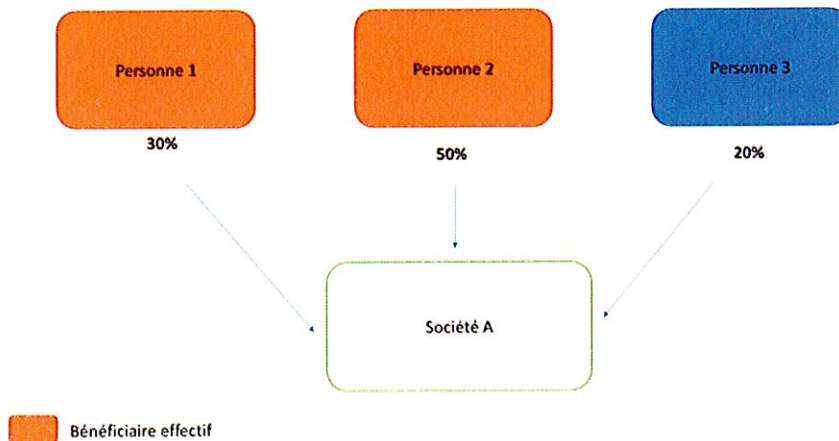 Personne 1
Personne 2
Personne 3
30%
50%
20%
Société A
Bénéficiaire effectif